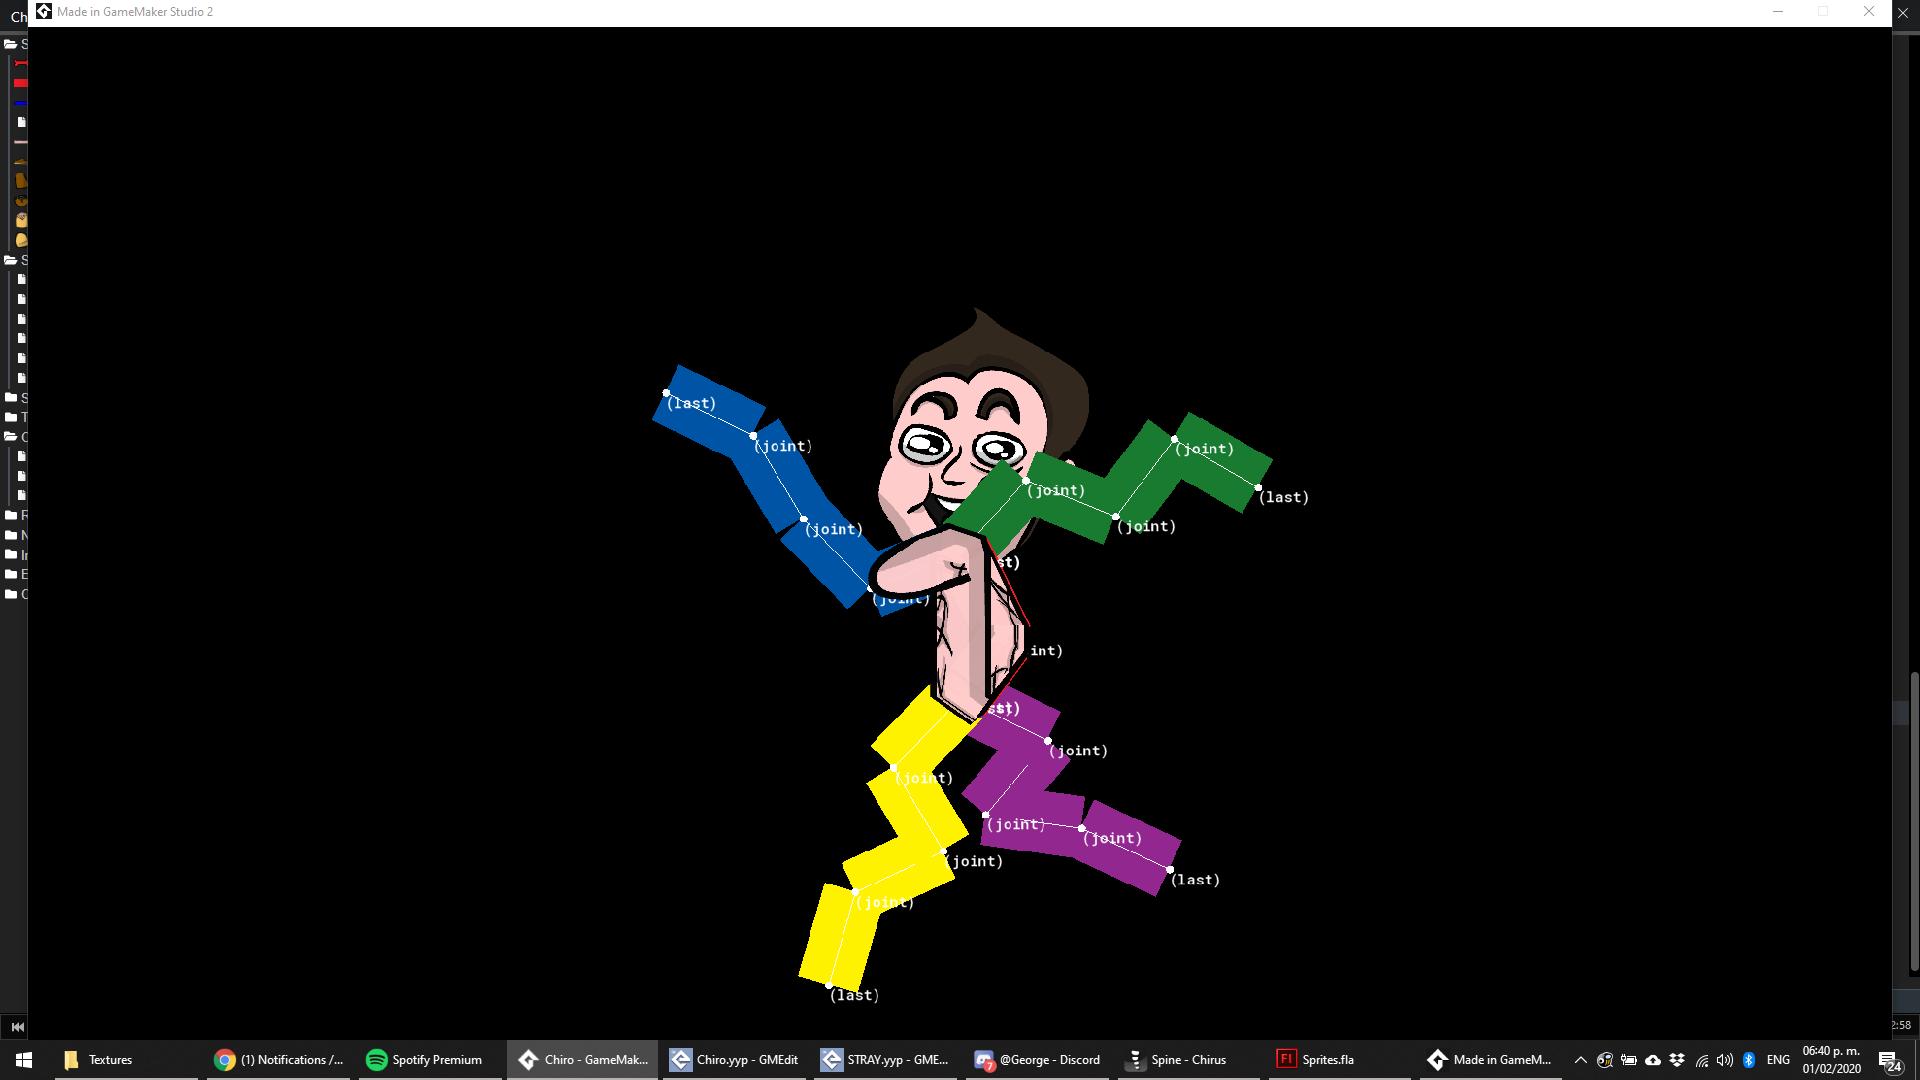 Made in GameMaker Studio 2
Ch
(last)
(joint)
(joint)
(last)
(joint)
(joint)
(joint)
st)
(joint)
int)
st)
(joint)
(joint)
(joint)
(joint)
(last)
(joint)
(joint)
(last)
2:58
Textures
(1) Notifications /...
Spotify Premium
Chiro - GameMak...
Chiro.yyp - GMEdit
STRAY.yyp - GME...
@George - Discord
7
Spine - Chirus
Fl
Sprites.fla
Made in GameM...
ENG
06:40 p. m.
01/02/2020
24